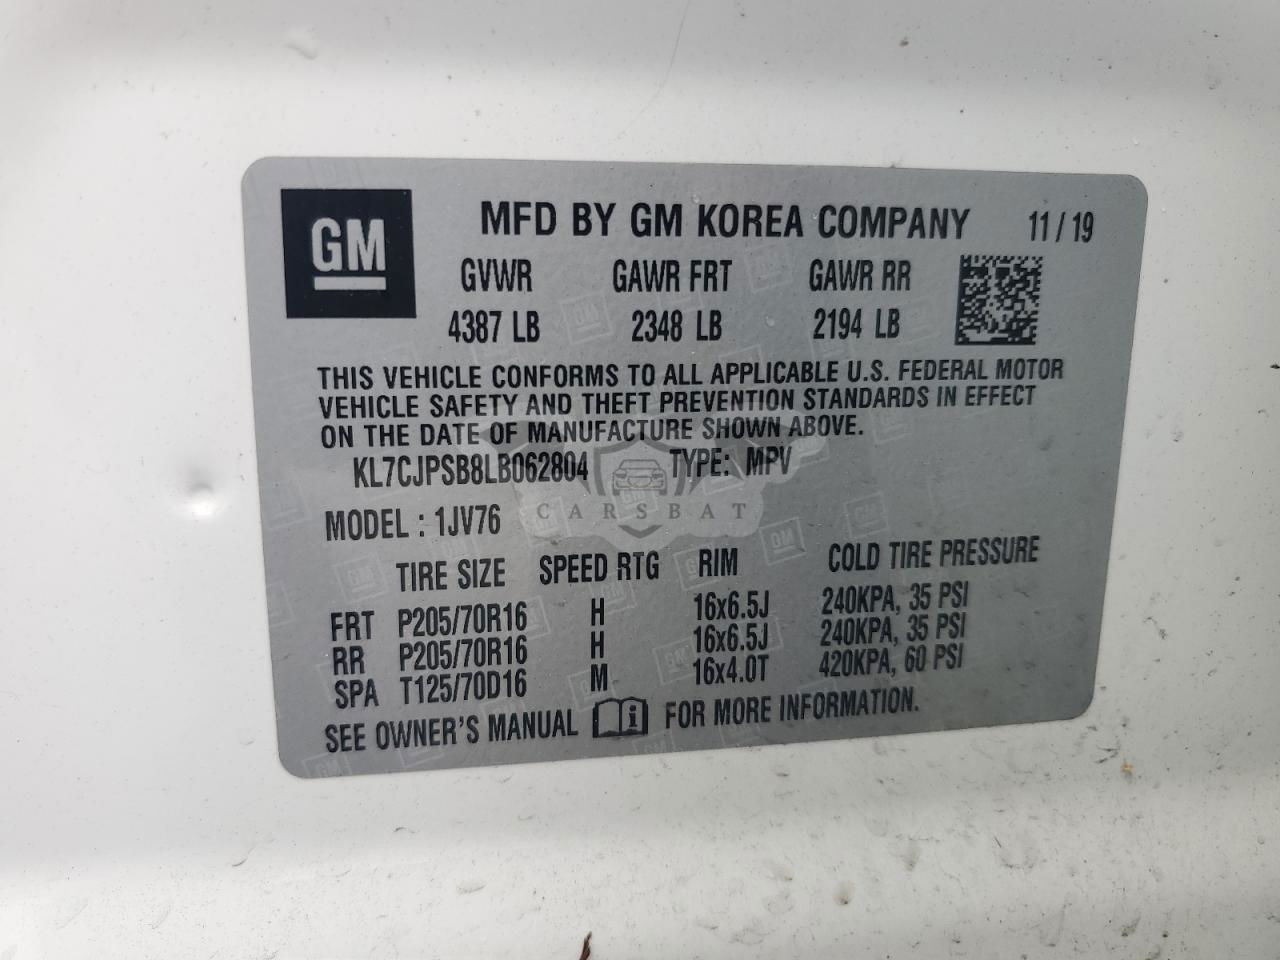 GM
MFD BY GM KOREA COMPANY 11 / 19
GVWR GAWR FRT GAWR RR
4387 LB 2348 LB 2194 LB
THIS VEHICLE CONFORMS TO ALL APPLICABLE U.S. FEDERAL MOTOR
VEHICLE SAFETY AND THEFT PREVENTION STANDARDS IN EFFECT
ON THE DATE OF MANUFACTURE SHOWN ABOVE.
KL7CJPSB8LB062804 TYPE: MPV
CARSBAT
MODEL : 1JV76
TIRE SIZE SPEED RTG RIM COLD TIRE PRESSURE
FRT P205/70R16 H 16x6.5J 240KPA, 35 PSI
RR P205/70R16 H 16x6.5J 240KPA, 35 PSI
SPA T125/70D16 M 16x4.0T 420KPA, 60 PSI
SEE OWNER'S MANUAL FOR MORE INFORMATION.